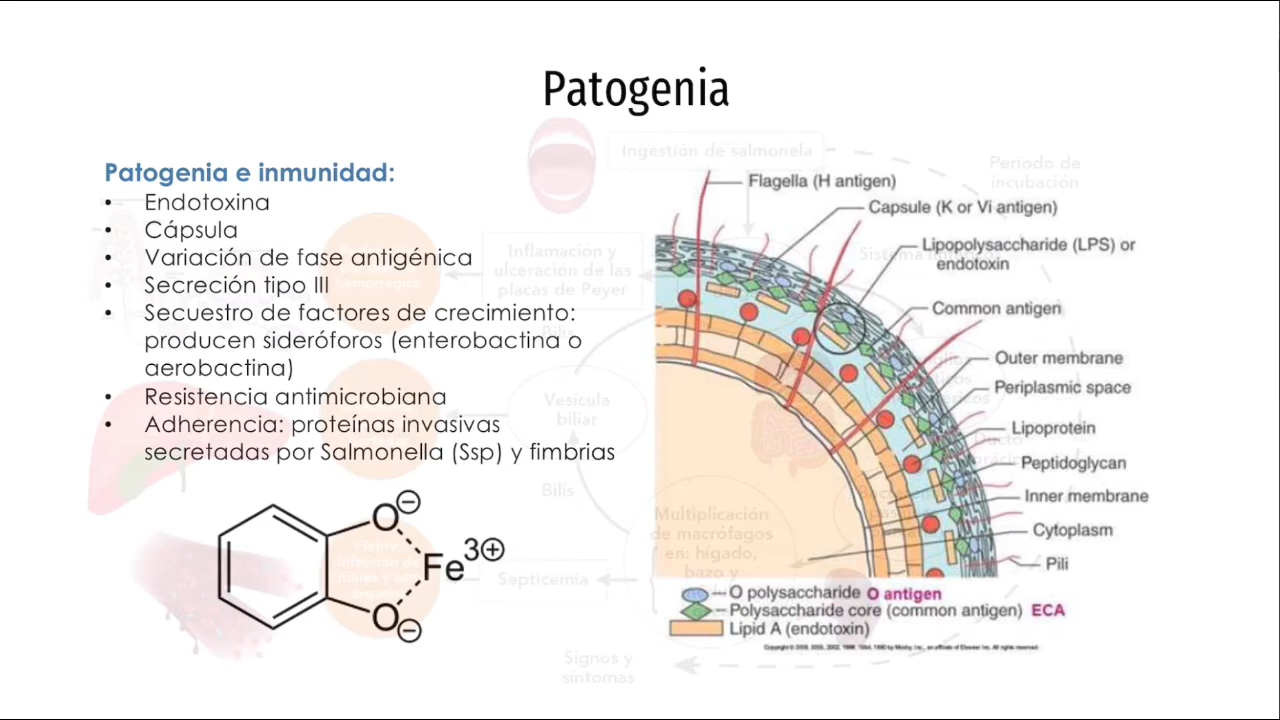 Patogenia
Patogenia e inmunidad:
• Endotoxina
• Cápsula
• Variación de fase antigénica
• Secreción tipo III
• Secuestro de factores de crecimiento:
producen sideróforos (enterobactina o
aerobactina)
• Resistencia antimicrobiana
• Adherencia: proteínas invasivas
secretadas por Salmonella (Ssp) y fimbrias
O⊖
Fe3⊕
O⊖
Flagella (H antigen)
Capsule (K or Vi antigen)
Lipopolysaccharide (LPS) or
endotoxin
Common antigen
Outer membrane
Periplasmic space
Lipoprotein
Peptidoglycan
Inner membrane
Cytoplasm
Pili
O polysaccharide O antigen
Polysaccharide core (common antigen) ECA
Lipid A (endotoxin)
Ingestión de salmonela
Periodo de
incubación
Inflamación y
ulceración de las
placas de Peyer
Bilis
Vesícula
biliar
Bilis
Multiplicación
de macrófagos
en: hígado,
bazo y
Septicemia
Signos y
síntomas